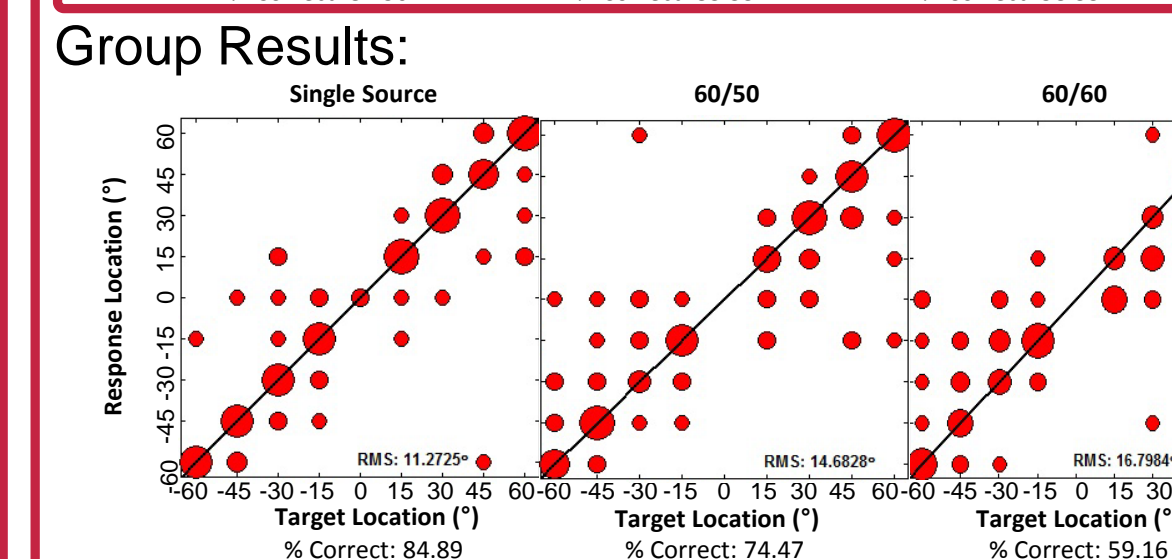 Group Results:
Single Source
60/50
60/60
Response Location (°)
60
45
30
15
0
-15
-30
-45
-60
RMS: 11.2725°
RMS: 14.6828°
RMS: 16.7984°
-60 -45 -30 -15 0 15 30 45 60
-60 -45 -30 -15 0 15 30 45 60
-60 -45 -30 -15 0 15 30
Target Location (°)
Target Location (°)
Target Location (°
% Correct: 84.89
% Correct: 74.47
% Correct: 59.16